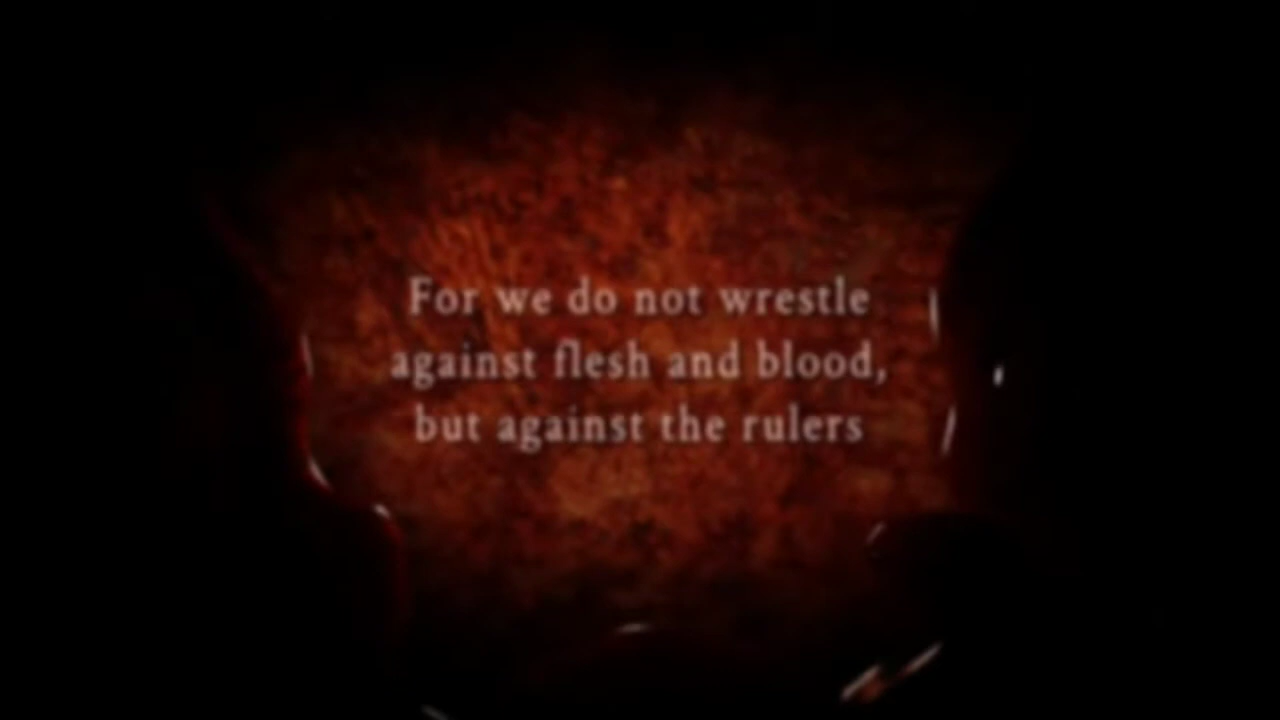 For we do not wrestle
against flesh and blood,
but against the rulers